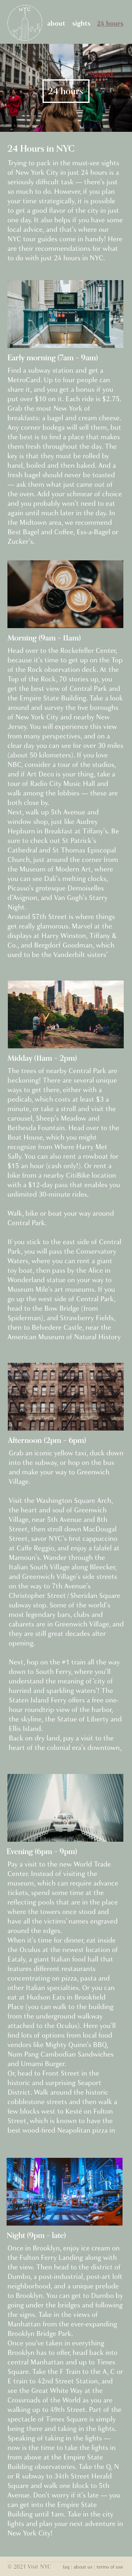 NYC
about sights 24 hours
24 hours
24 Hours in NYC
Trying to pack in the must-see sights
of New York City in just 24 hours is a
seriously difficult task — there's just
so much to do. However, if you plan
your time strategically, it is possible
to get a good flavor of the city in just
one day. It also helps if you have some
local advice, and that's where our
NYC tour guides come in handy! Here
are their recommendations for what
to do with just 24 hours in NYC.
Early morning (7am - 9am)
Find a subway station and get a
MetroCard. Up to four people can
share it, and you get a bonus if you
put over $10 on it. Each ride is $2.75.
Grab the most New York of
breakfasts: a bagel and cream cheese.
Any corner bodega will sell them, but
the best is to find a place that makes
them fresh throughout the day. The
key is that they must be rolled by
hand, boiled and then baked. And a
fresh bagel should never be toasted
— ask them what just came out of
the oven. Add your schmear of choice
and you probably won't need to eat
again until much later in the day. In
the Midtown area, we recommend
Best Bagel and Coffee, Ess-a-Bagel or
Zucker's.
Morning (9am - 11am)
Head over to the Rockefeller Center,
because it's time to get up on the Top
of the Rock observation deck. At the
Top of the Rock, 70 stories up, you
get the best view of Central Park and
the Empire State Building. Take a look
around and survey the five boroughs
of New York City and nearby New
Jersey. You will experience this view
from many perspectives, and on a
clear day you can see for over 30 miles
(about 50 kilometers). If you love
NBC, consider a tour of the studios,
and if Art Deco is your thing, take a
tour of Radio City Music Hall and
walk among the lobbies — these are
both close by.
Next, walk up 5th Avenue and
window shop, just like Audrey
Hepburn in Breakfast at Tiffany's. Be
sure to check out St Patrick's
Cathedral and St Thomas Episcopal
Church, just around the corner from
the Museum of Modern Art, where
you can see Dali's melting clocks,
Picasso's grotesque Demoiselles
d'Avignon, and Van Gogh's Starry
Night.
Around 57th Street is where things
get really glamorous. Marvel at the
displays at Harry Winston, Tiffany &
Co., and Bergdorf Goodman, which
used to be the Vanderbilt sisters'
Midday (11am - 2pm)
The trees of nearby Central Park are
beckoning! There are several unique
ways to get there, either with a
pedicab, which costs at least $3 a
minute, or take a stroll and visit the
carousel, Sheep's Meadow and
Bethesda Fountain. Head over to the
Boat House, which you might
recognize from Where Harry Met
Sally. You can also rent a rowboat for
$15 an hour (cash only!). Or rent a
bike from a nearby CitiBike location
with a $12-day pass that enables you
unlimited 30-minute rides.
Walk, bike or boat your way around
Central Park.
If you stick to the east side of Central
Park, you will pass the Conservatory
Waters, where you can rent a giant
toy boat, then pass by the Alice in
Wonderland statue on your way to
Museum Mile's art museums. If you
go up the west side of Central Park,
head to the Bow Bridge (from
Spiderman), and Strawberry Fields,
then to Belvedere Castle, near the
American Museum of Natural History
Afternoon (2pm - 6pm)
Grab an iconic yellow taxi, duck down
into the subway, or hop on the bus
and make your way to Greenwich
Village.
Visit the Washington Square Arch,
the heart and soul of Greenwich
Village, near 5th Avenue and 8th
Street, then stroll down MacDougal
Street, savor NYC's first cappuccino
at Caffe Reggio, and enjoy a falafel at
Mamoun's. Wander through the
Italian South Village along Bleecker,
and Greenwich Village's side streets
on the way to 7th Avenue's
Christopher Street / Sheridan Square
subway stop. Some of the world's
most legendary bars, clubs and
cabarets are in Greenwich Village, and
they are still great decades after
opening.
Next, hop on the #1 train all the way
down to South Ferry, where you'll
understand the meaning of "city of
hurried and sparkling waters"! The
Staten Island Ferry offers a free one-
hour roundtrip view of the harbor,
the skyline, the Statue of Liberty and
Ellis Island.
Back on dry land, pay a visit to the
heart of the colonial era's downtown,
Evening (6pm - 9pm)
Pay a visit to the new World Trade
Center. Instead of visiting the
museum, which can require advance
tickets, spend some time at the
reflecting pools that are in the place
where the towers once stood and
have all the victims' names engraved
around the edges.
When it's time for dinner, eat inside
the Oculus at the newest location of
Eataly, a giant Italian food hall that
features different restaurants
concentrating on pizza, pasta and
other Italian specialties. Or you can
eat at Hudson Eats in Brookfield
Place (you can walk to the building
from the underground walkway
attached to the Oculus). Here you'll
find lots of options from local food
vendors like Mighty Quinn's BBQ,
Num Pang Cambodian Sandwiches
and Umami Burger.
Or, head to Front Street in the
historic and surprising Seaport
District. Walk around the historic
cobblestone streets and then walk a
few blocks west to Kesté on Fulton
Street, which is known to have the
best wood-fired Neapolitan pizza in
Night (9pm - late)
Once in Brooklyn, enjoy ice cream on
the Fulton Ferry Landing along with
the view. Then head to the district of
Dumbo, a post-industrial, post-art loft
neighborhood, and a unique prelude
to Brooklyn. You can get to Dumbo by
going under the bridges and following
the signs. Take in the views of
Manhattan from the ever-expanding
Brooklyn Bridge Park.
Once you've taken in everything
Brooklyn has to offer, head back into
central Manhattan and up to Times
Square. Take the F Train to the A, C or
E train to 42nd Street Station, and
see the Great White Way at the
Crossroads of the World as you are
walking up to 49th Street. Part of the
spectacle of Times Square is simply
being there and taking in the lights.
Speaking of taking in the lights —
now is the time to take the lights in
from above at the Empire State
Building observatories. Take the Q, N
or R subway to 34th Street Herald
Square and walk one block to 5th
Avenue. Don't worry if it's late — you
can get into the Empire State
Building until 1am. Take in the city
lights and plan your next adventure in
New York City!
© 2021 Visit NYC faq | about us | terms of use